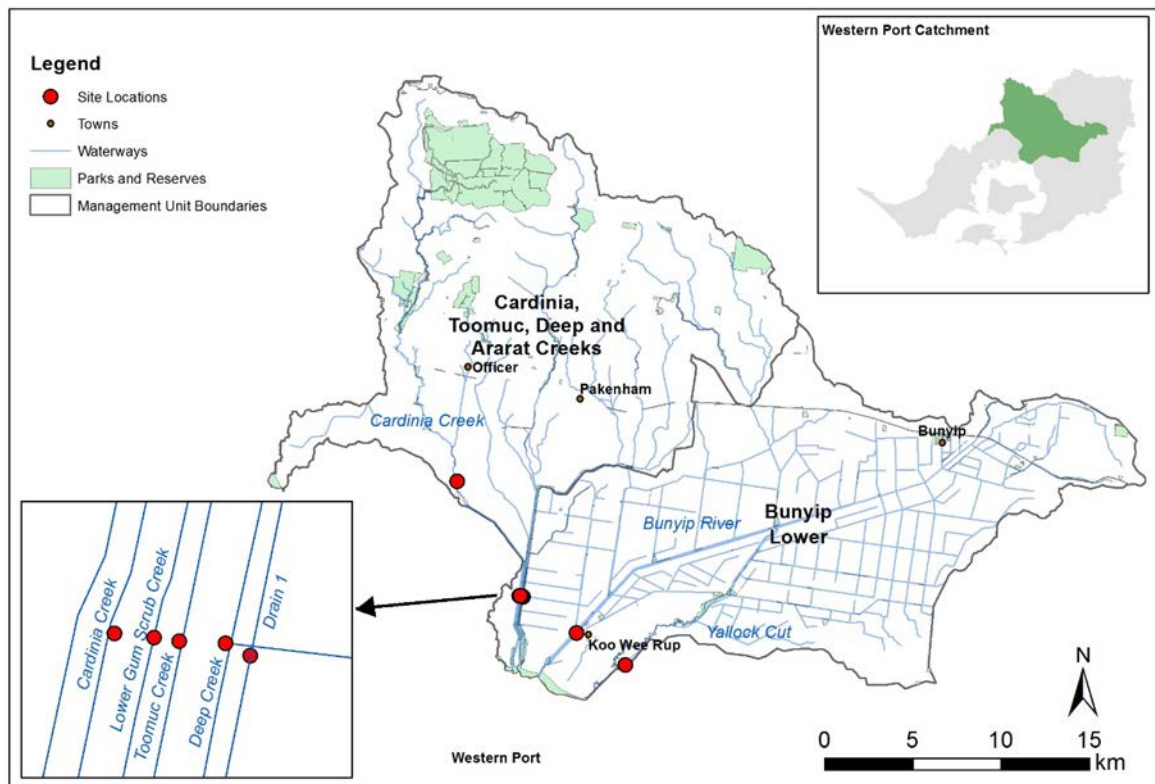 Legend
Site Locations
Towns
Waterways
Parks and Reserves
Management Unit Boundaries
Western Port Catchment
Cardinia,
Toomuc, Deep and
Ararat Creeks
Officer
Pakenham
Cardinia Creek
Bunyip
Bunyip River
Bunyip
Lower
Koo Wee Rup
Yallock Cut
Cardinia Creek
Lower Gum Scrub Creek
Toomuc Creek
Deep Creek
Drain 1
Western Port
N
0 5 10 15
km